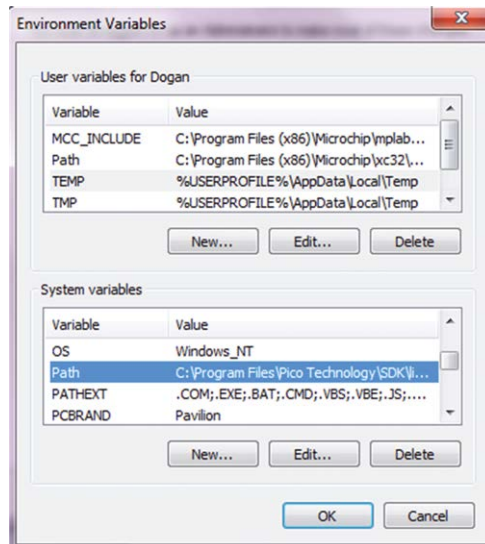 Environment Variables
User variables for Dogan
Variable Value
MCC_INCLUDE C:\Program Files (x86)\Microchip\mplab...
Path C:\Program Files (x86)\Microchip\xc32\...
TEMP %USERPROFILE%\AppData\Local\Temp
TMP %USERPROFILE%\AppData\Local\Temp
New... Edit... Delete
System variables
Variable Value
OS Windows_NT
Path C:\Program Files\Pico Technology\SDK\li...
PATHEXT .COM;.EXE;.BAT;.CMD;.VBS;.VBE;.JS;....
PCBRAND Pavilion
New... Edit... Delete
OK Cancel